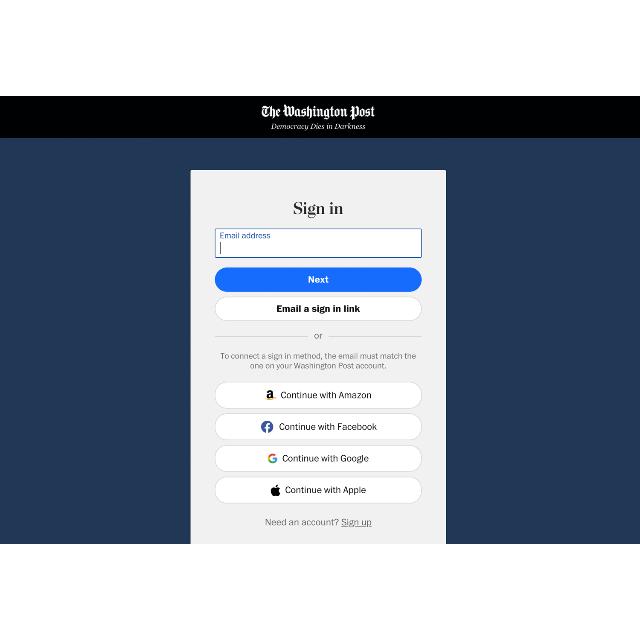 The Washington Post
Democracy Dies in Darkness
Sign in
Email address
Next
Email a sign in link
or
To connect a sign in method, the email must match the
one on your Washington Post account.
Continue with Amazon
Continue with Facebook
Continue with Google
Continue with Apple
Need an account? Sign up